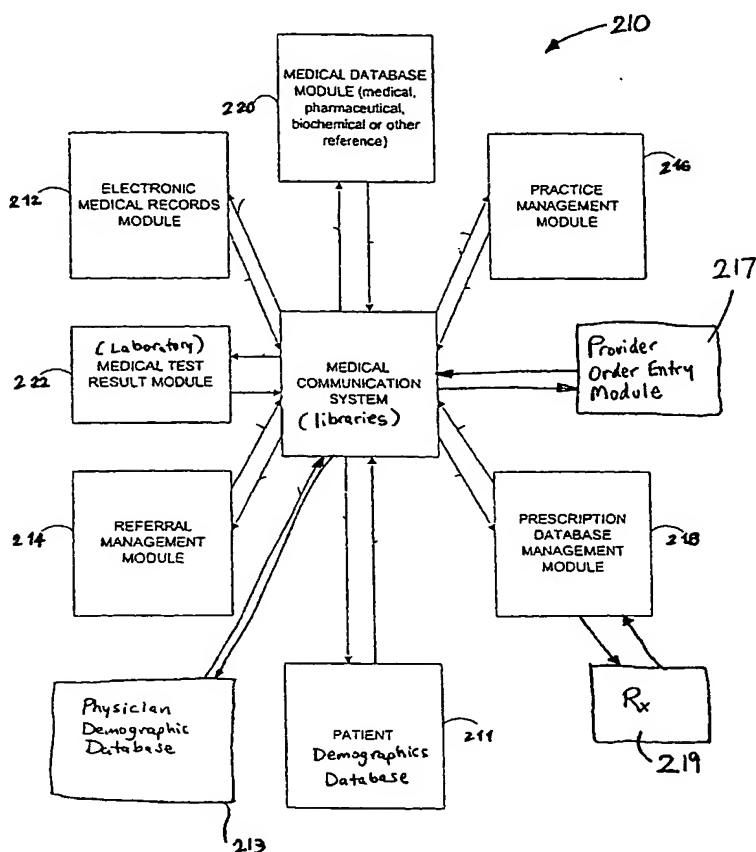 210
220
MEDICAL DATABASE
MODULE (medical,
pharmaceutical,
biochemical or other
reference)
212
ELECTRONIC
MEDICAL RECORDS
MODULE
216
PRACTICE
MANAGEMENT
MODULE
217
Provider
Order Entry
Module
222
(Laboratory)
MEDICAL TEST
RESULT MODULE
MEDICAL
COMMUNICATION
SYSTEM
(libraries)
214
REFERRAL
MANAGEMENT
MODULE
PRESCRIPTION
DATABASE
MANAGEMENT
MODULE
218
Physician
Demographic
Database
213
PATIENT
Demographics
Database
211
Rx
219